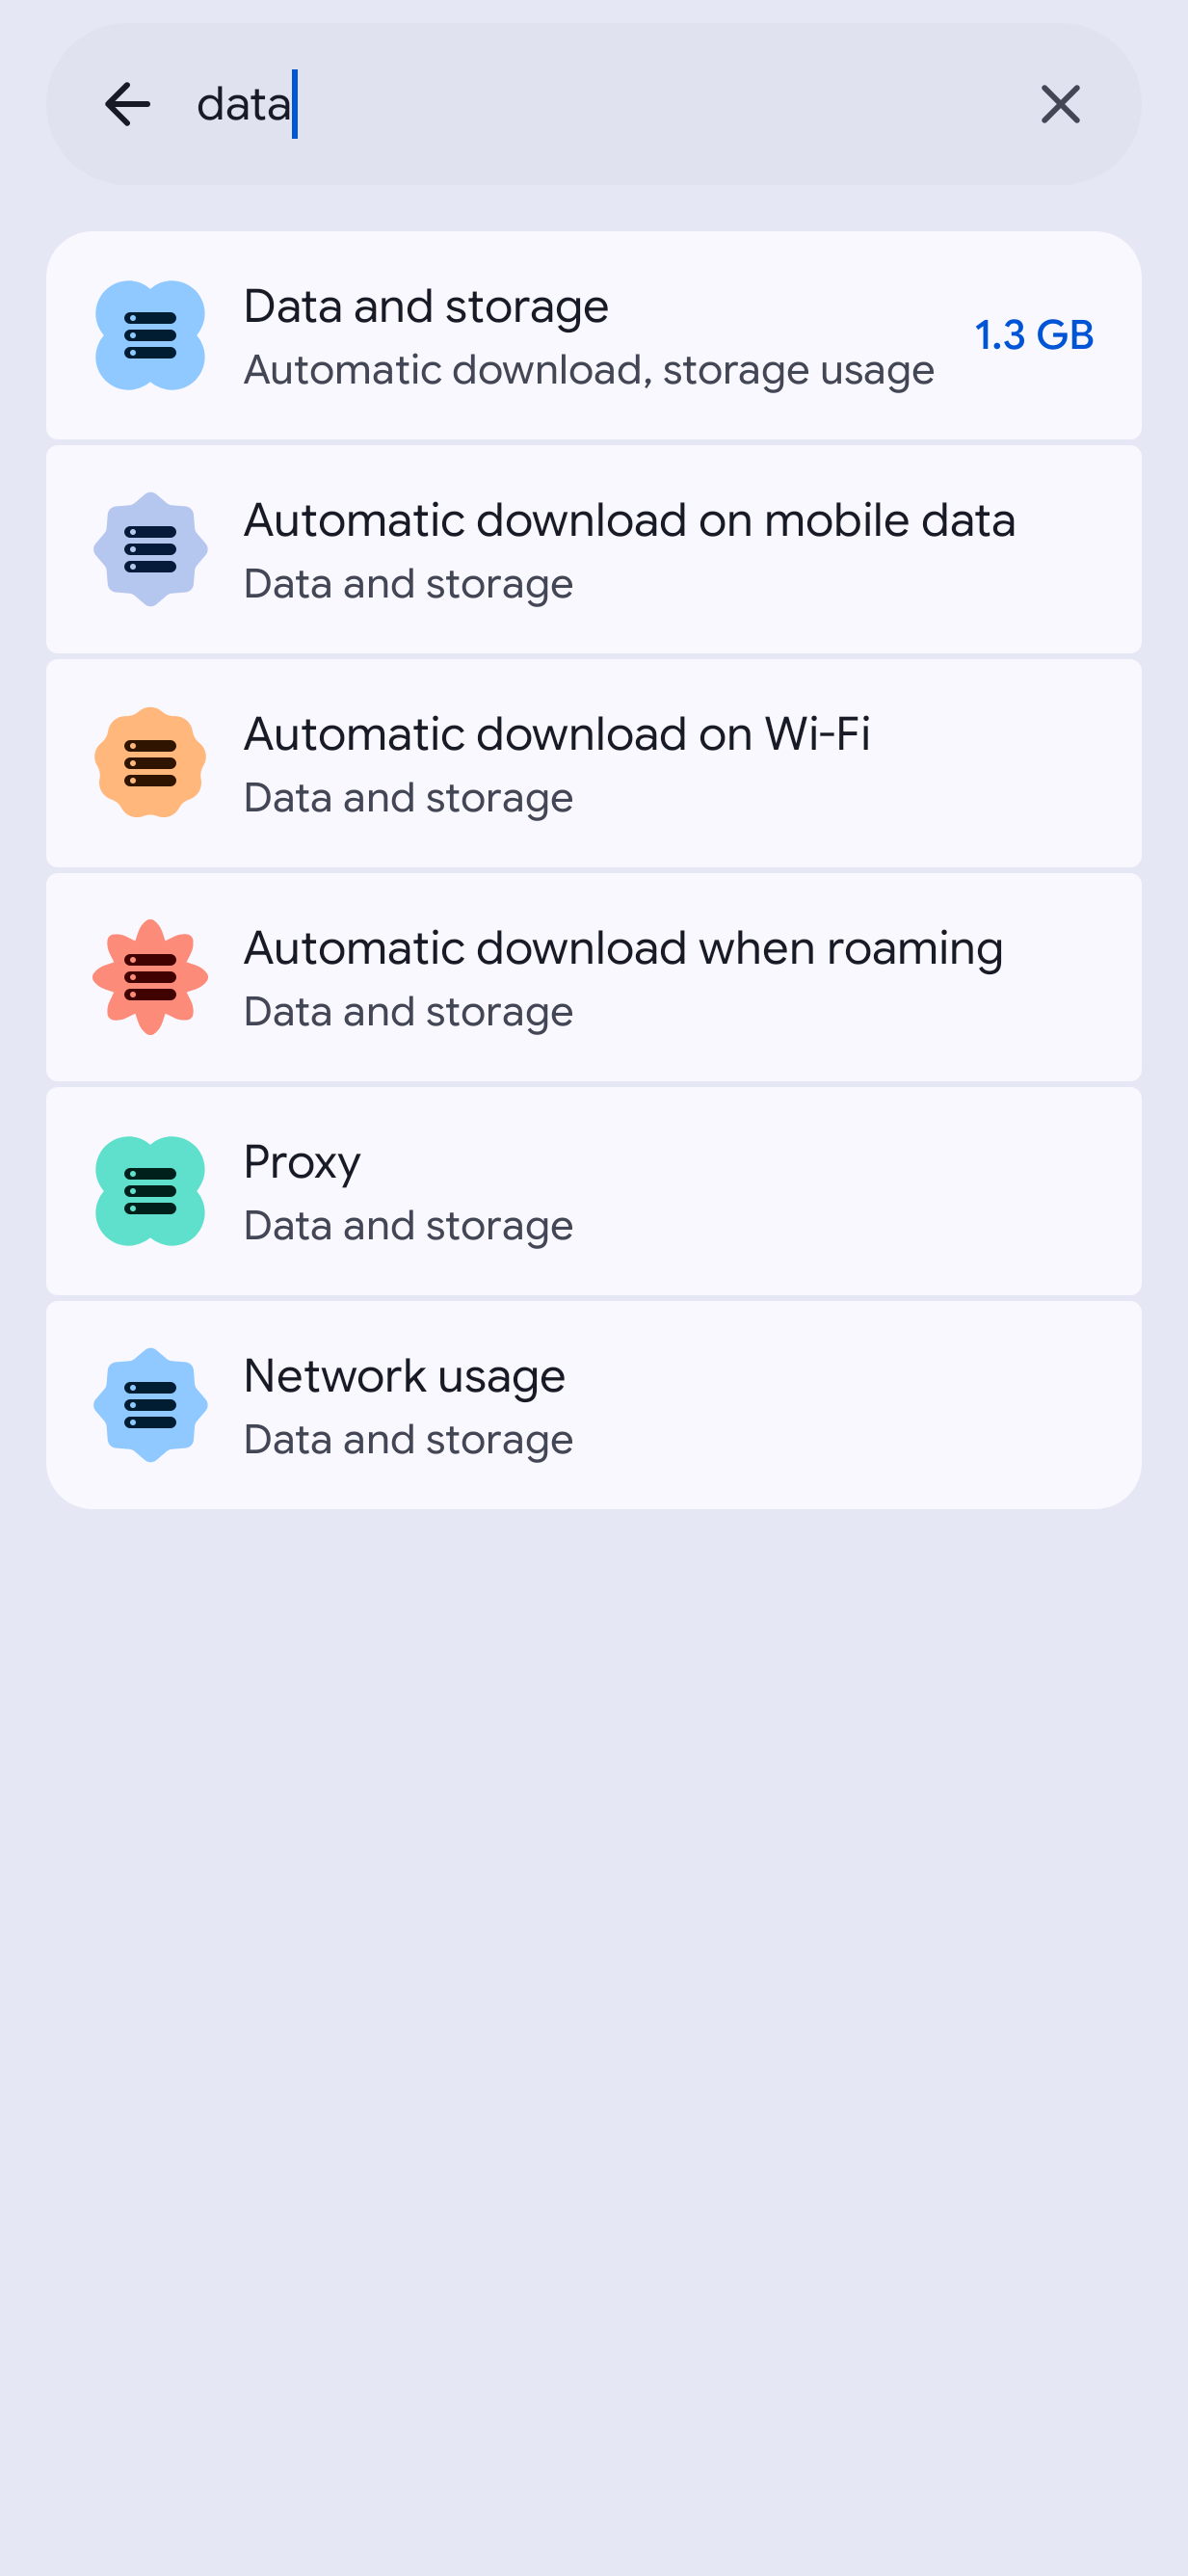 data
Data and storage
Automatic download, storage usage
1.3 GB
Automatic download on mobile data
Data and storage
Automatic download on Wi-Fi
Data and storage
Automatic download when roaming
Data and storage
Proxy
Data and storage
Network usage
Data and storage